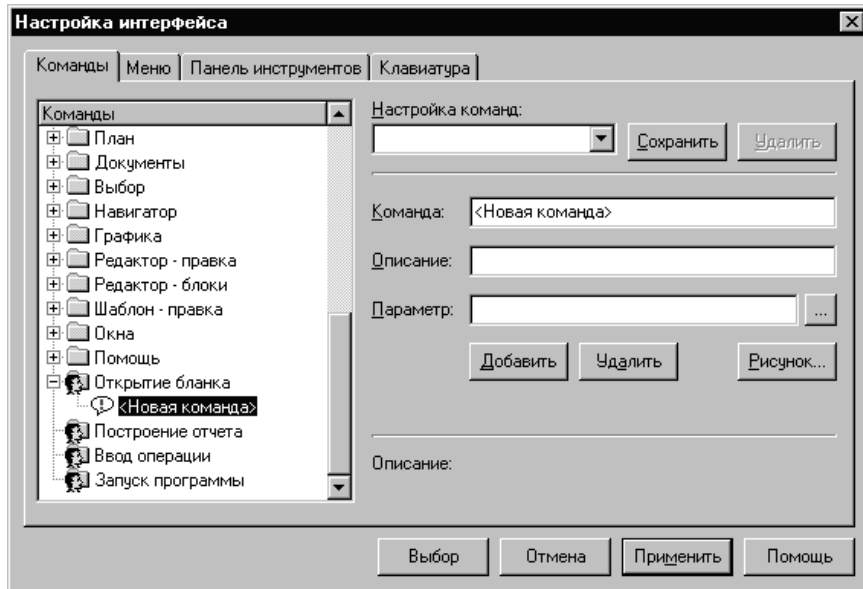 Настройка интерфейса
Команды Меню Панель инструментов Клавиатура
Команды
План
Документы
Выбор
Навигатор
Графика
Редактор - правка
Редактор - блоки
Шаблон - правка
Окна
Помощь
Открытие бланка
<Новая команда>
Построение отчета
Ввод операции
Запуск программы
Настройка команд:
Сохранить Удалить
Команда: <Новая команда>
Описание:
Параметр: ...
Добавить Удалить Рисунок...
Описание:
Выбор Отмена Применить Помощь